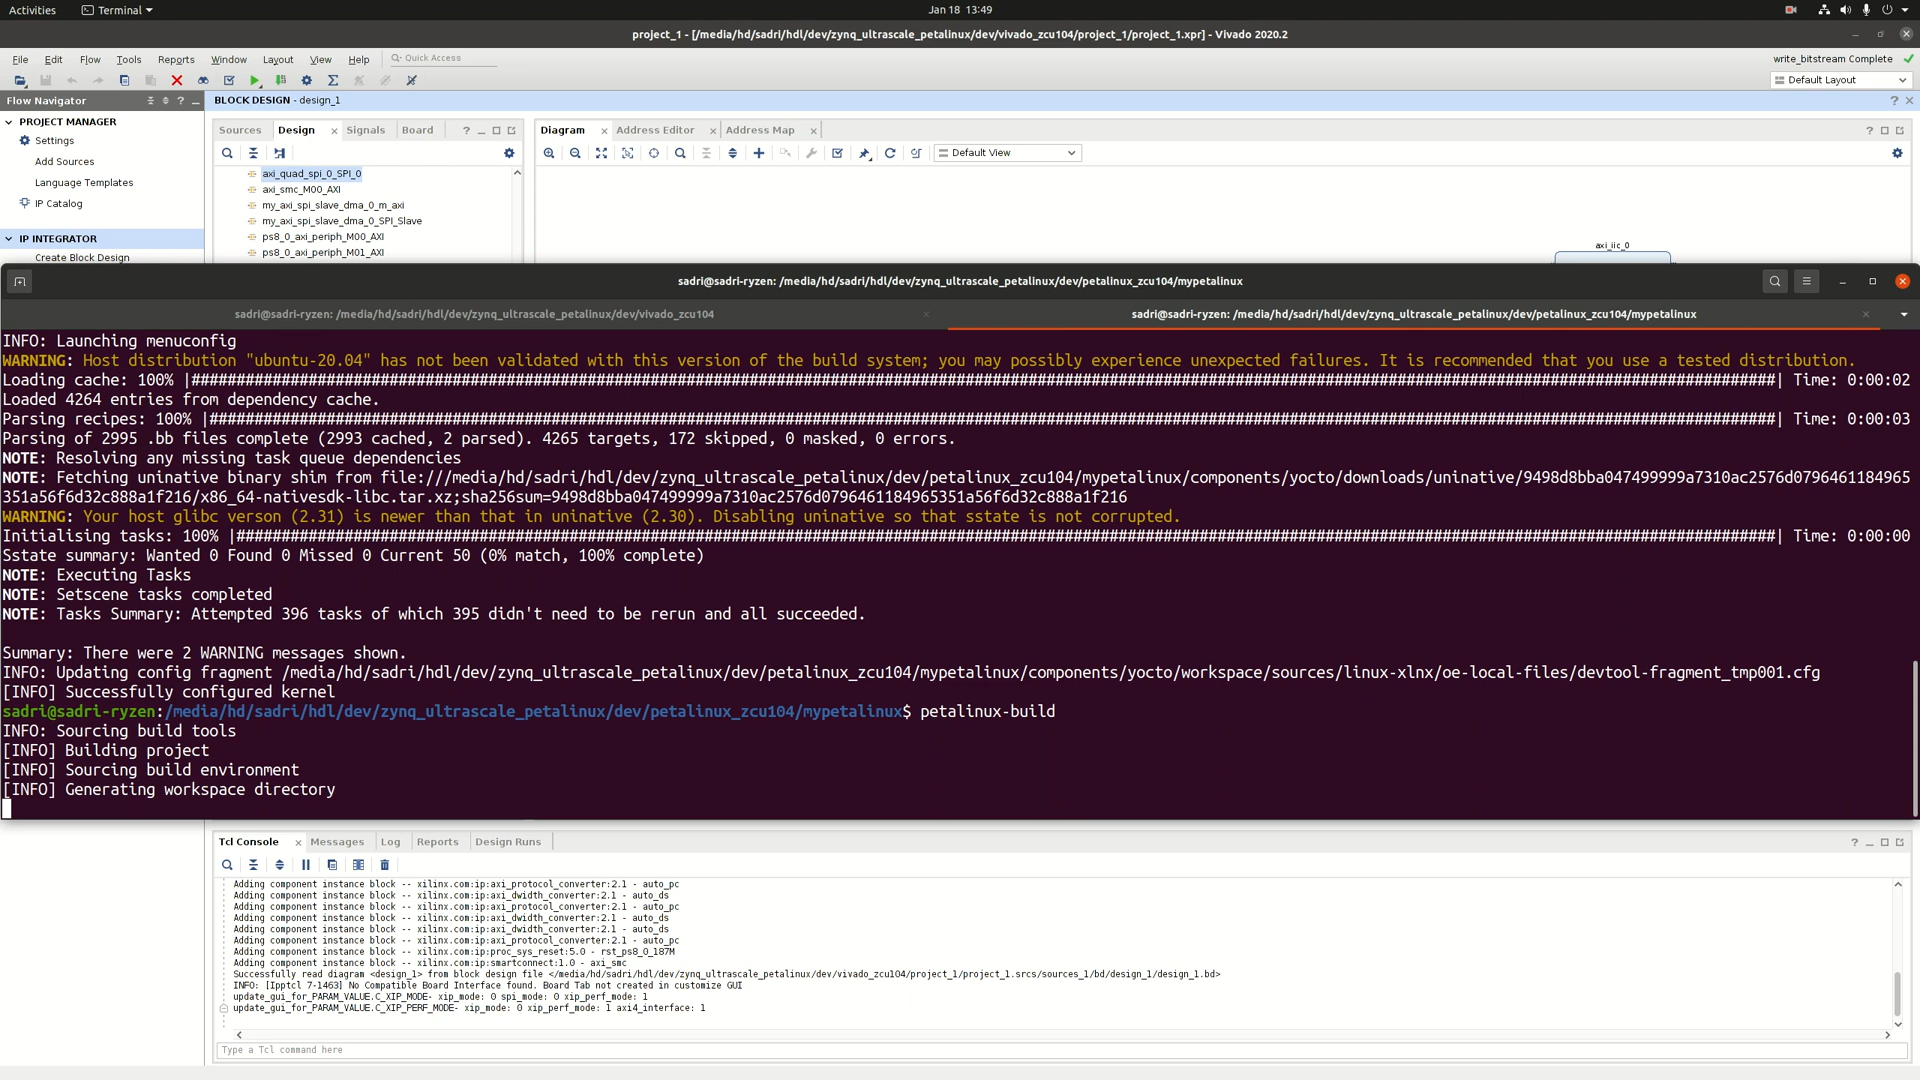 Activities
Terminal
Jan 18 13:49
project_1 - [/media/hd/sadri/hdl/dev/zynq_ultrascale_petalinux/dev/vivado_zcu104/project_1/project_1.xpr] - Vivado 2020.2
File Edit Flow Tools Reports Window Layout View Help Quick Access
write_bitstream Complete
Default Layout
Flow Navigator
BLOCK DESIGN - design_1
PROJECT MANAGER
Settings
Add Sources
Language Templates
IP Catalog
IP INTEGRATOR
Create Block Design
Sources Design Signals Board
axi_quad_spi_0_SPI_0
axi_smc_M00_AXI
my_axi_spi_slave_dma_0_m_axi
my_axi_spi_slave_dma_0_SPI_Slave
ps8_0_axi_periph_M00_AXI
ps8_0_axi_periph_M01_AXI
Diagram Address Editor Address Map
Default View
axi_iic_0
sadri@sadri-ryzen: /media/hd/sadri/hdl/dev/zynq_ultrascale_petalinux/dev/petalinux_zcu104/mypetalinux
sadri@sadri-ryzen: /media/hd/sadri/hdl/dev/zynq_ultrascale_petalinux/dev/vivado_zcu104
sadri@sadri-ryzen: /media/hd/sadri/hdl/dev/zynq_ultrascale_petalinux/dev/petalinux_zcu104/mypetalinux
INFO: Launching menuconfig
WARNING: Host distribution "ubuntu-20.04" has not been validated with this version of the build system; you may possibly experience unexpected failures. It is recommended that you use a tested distribution.
Loading cache: 100% |####| Time: 0:00:02
Loaded 4264 entries from dependency cache.
Parsing recipes: 100% |####| Time: 0:00:03
Parsing of 2995 .bb files complete (2993 cached, 2 parsed). 4265 targets, 172 skipped, 0 masked, 0 errors.
NOTE: Resolving any missing task queue dependencies
NOTE: Fetching uninative binary shim from file:///media/hd/sadri/hdl/dev/zynq_ultrascale_petalinux/dev/petalinux_zcu104/mypetalinux/components/yocto/downloads/uninative/9498d8bba047499999a7310ac2576d0796461184965
351a56f6d32c888a1f216/x86_64-nativesdk-libc.tar.xz;sha256sum=9498d8bba047499999a7310ac2576d0796461184965351a56f6d32c888a1f216
WARNING: Your host glibc verson (2.31) is newer than that in uninative (2.30). Disabling uninative so that sstate is not corrupted.
Initialising tasks: 100% |####| Time: 0:00:00
Sstate summary: Wanted 0 Found 0 Missed 0 Current 50 (0% match, 100% complete)
NOTE: Executing Tasks
NOTE: Setscene tasks completed
NOTE: Tasks Summary: Attempted 396 tasks of which 395 didn't need to be rerun and all succeeded.
Summary: There were 2 WARNING messages shown.
INFO: Updating config fragment /media/hd/sadri/hdl/dev/zynq_ultrascale_petalinux/dev/petalinux_zcu104/mypetalinux/components/yocto/workspace/sources/linux-xlnx/oe-local-files/devtool-fragment_tmp001.cfg
[INFO] Successfully configured kernel
sadri@sadri-ryzen:/media/hd/sadri/hdl/dev/zynq_ultrascale_petalinux/dev/petalinux_zcu104/mypetalinux$ petalinux-build
INFO: Sourcing build tools
[INFO] Building project
[INFO] Sourcing build environment
[INFO] Generating workspace directory
Tcl Console Messages Log Reports Design Runs
Adding component instance block -- xilinx.com:ip:axi_protocol_converter:2.1 - auto_pc
Adding component instance block -- xilinx.com:ip:axi_dwidth_converter:2.1 - auto_ds
Adding component instance block -- xilinx.com:ip:axi_protocol_converter:2.1 - auto_pc
Adding component instance block -- xilinx.com:ip:axi_dwidth_converter:2.1 - auto_ds
Adding component instance block -- xilinx.com:ip:axi_dwidth_converter:2.1 - auto_ds
Adding component instance block -- xilinx.com:ip:axi_protocol_converter:2.1 - auto_pc
Adding component instance block -- xilinx.com:ip:proc_sys_reset:5.0 - rst_ps8_0_187M
Adding component instance block -- xilinx.com:ip:smartconnect:1.0 - axi_smc
Successfully read diagram <design_1> from block design file </media/hd/sadri/hdl/dev/zynq_ultrascale_petalinux/dev/vivado_zcu104/project_1/project_1.srcs/sources_1/bd/design_1/design_1.bd>
INFO: [Ipptcl 7-1463] No Compatible Board Interface found. Board Tab not created in customize GUI
update_gui_for_PARAM_VALUE.C_XIP_MODE- xip_mode: 0 spi_mode: 0 xip_perf_mode: 1
update_gui_for_PARAM_VALUE.C_XIP_PERF_MODE- xip_mode: 0 xip_perf_mode: 1 axi4_interface: 1
Type a Tcl command here